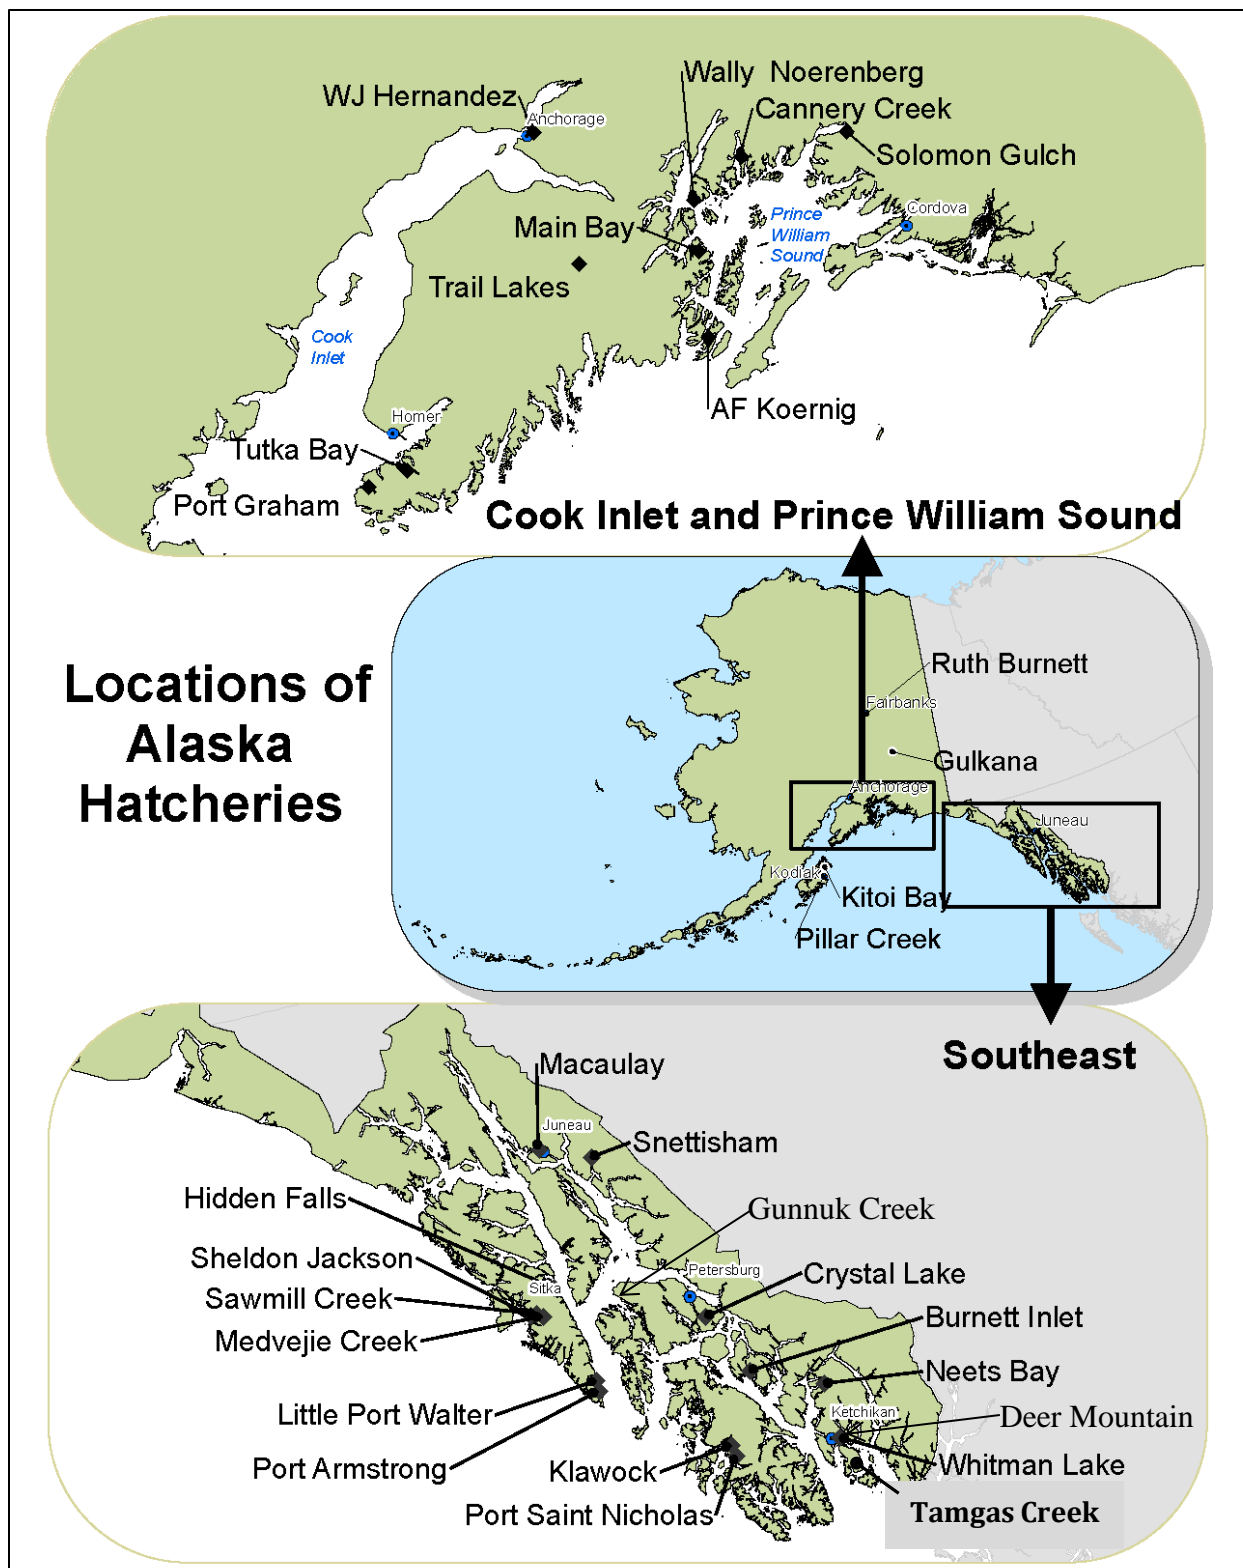 Wally Noerenberg
WJ Hernandez
Cannery Creek
Anchorage
Solomon Gulch
Cordova
Prince
William
Sound
Main Bay
Trail Lakes
Cook
Inlet
AF Koernig
Homer
Tutka Bay
Port Graham
Cook Inlet and Prince William Sound
Locations of
Alaska
Hatcheries
Ruth Burnett
Fairbanks
Gulkana
Anchorage
Juneau
Kodiak
Kitoi Bay
Pillar Creek
Southeast
Macaulay
Juneau
Snettisham
Hidden Falls
Gunnuk Creek
Sheldon Jackson
Petersburg
Crystal Lake
Sitka
Sawmill Creek
Burnett Inlet
Medvejie Creek
Neets Bay
Little Port Walter
Ketchikan
Deer Mountain
Port Armstrong
Klawock
Whitman Lake
Port Saint Nicholas
Tamgas Creek